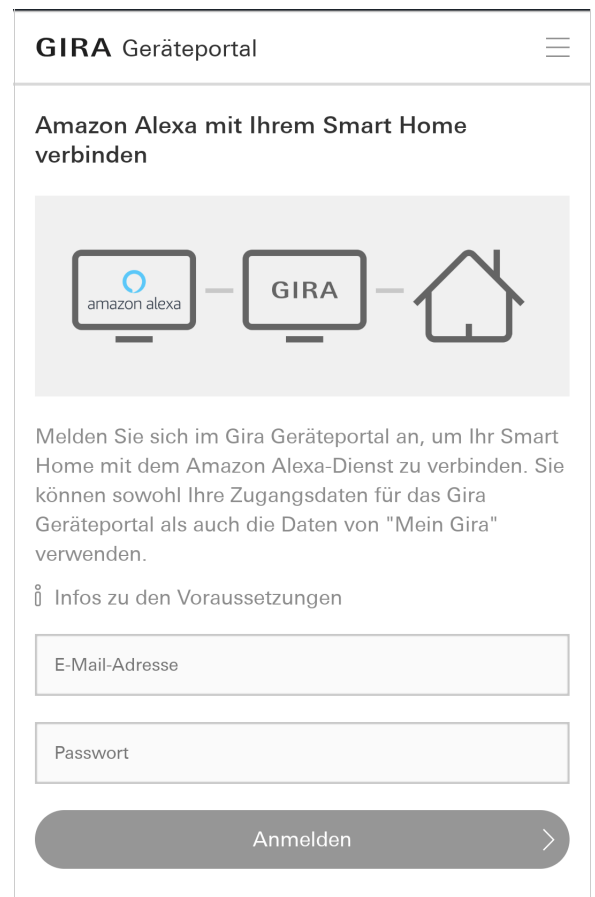 GIRA Geräteportal
Amazon Alexa mit Ihrem Smart Home
verbinden
amazon alexa
GIRA
Melden Sie sich im Gira Geräteportal an, um Ihr Smart
Home mit dem Amazon Alexa-Dienst zu verbinden. Sie
können sowohl Ihre Zugangsdaten für das Gira
Geräteportal als auch die Daten von "Mein Gira"
verwenden.
Infos zu den Voraussetzungen
E-Mail-Adresse
Passwort
Anmelden